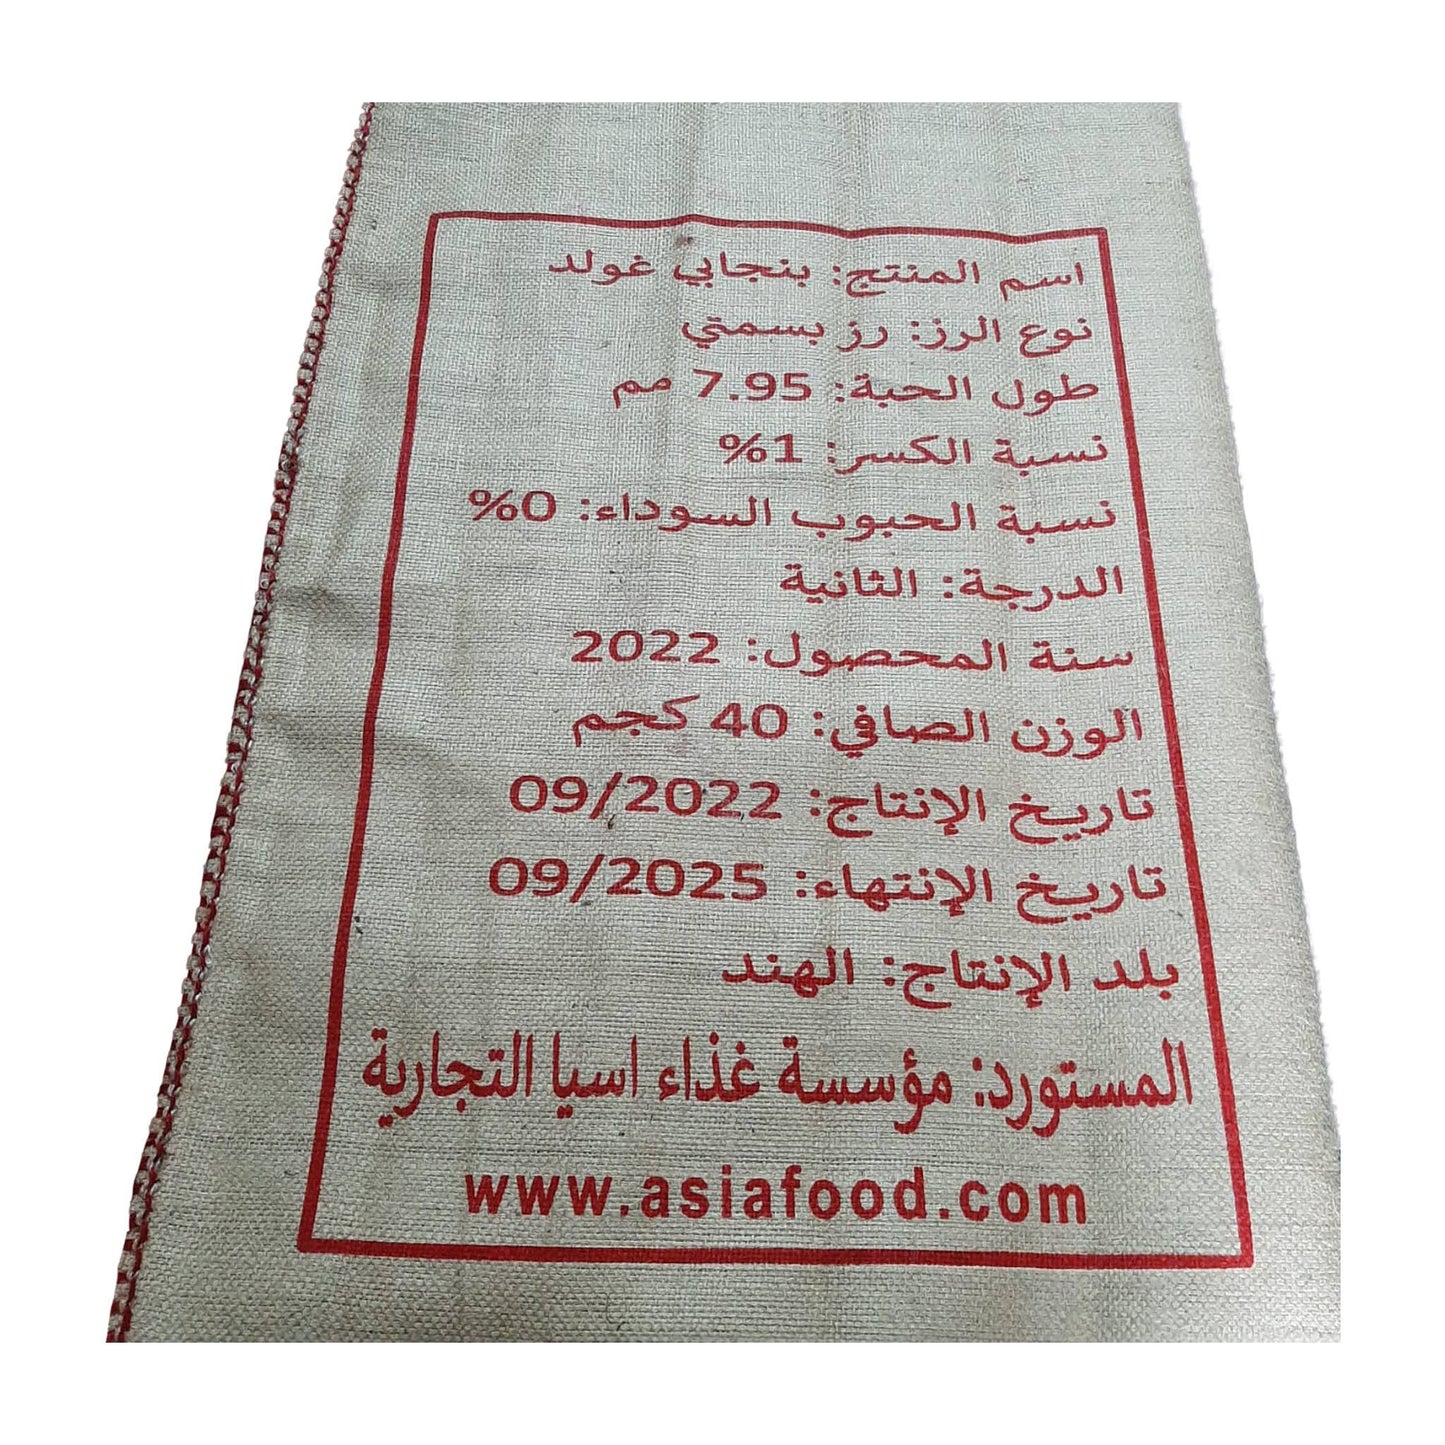 اسم المنتج: بنجابي غولد
نوع الرز: رز بسمتي
طول الحبة: 7.95 مم
نسبة الكسر: 1%
نسبة الحبوب السوداء: 0%
الدرجة: الثانية
سنة المحصول: 2022
الوزن الصافي: 40 كجم
تاريخ الإنتاج: 09/2022
تاريخ الإنتهاء: 09/2025
بلد الإنتاج: الهند
المستورد: مؤسسة غذاء اسيا التجارية
www.asiafood.com